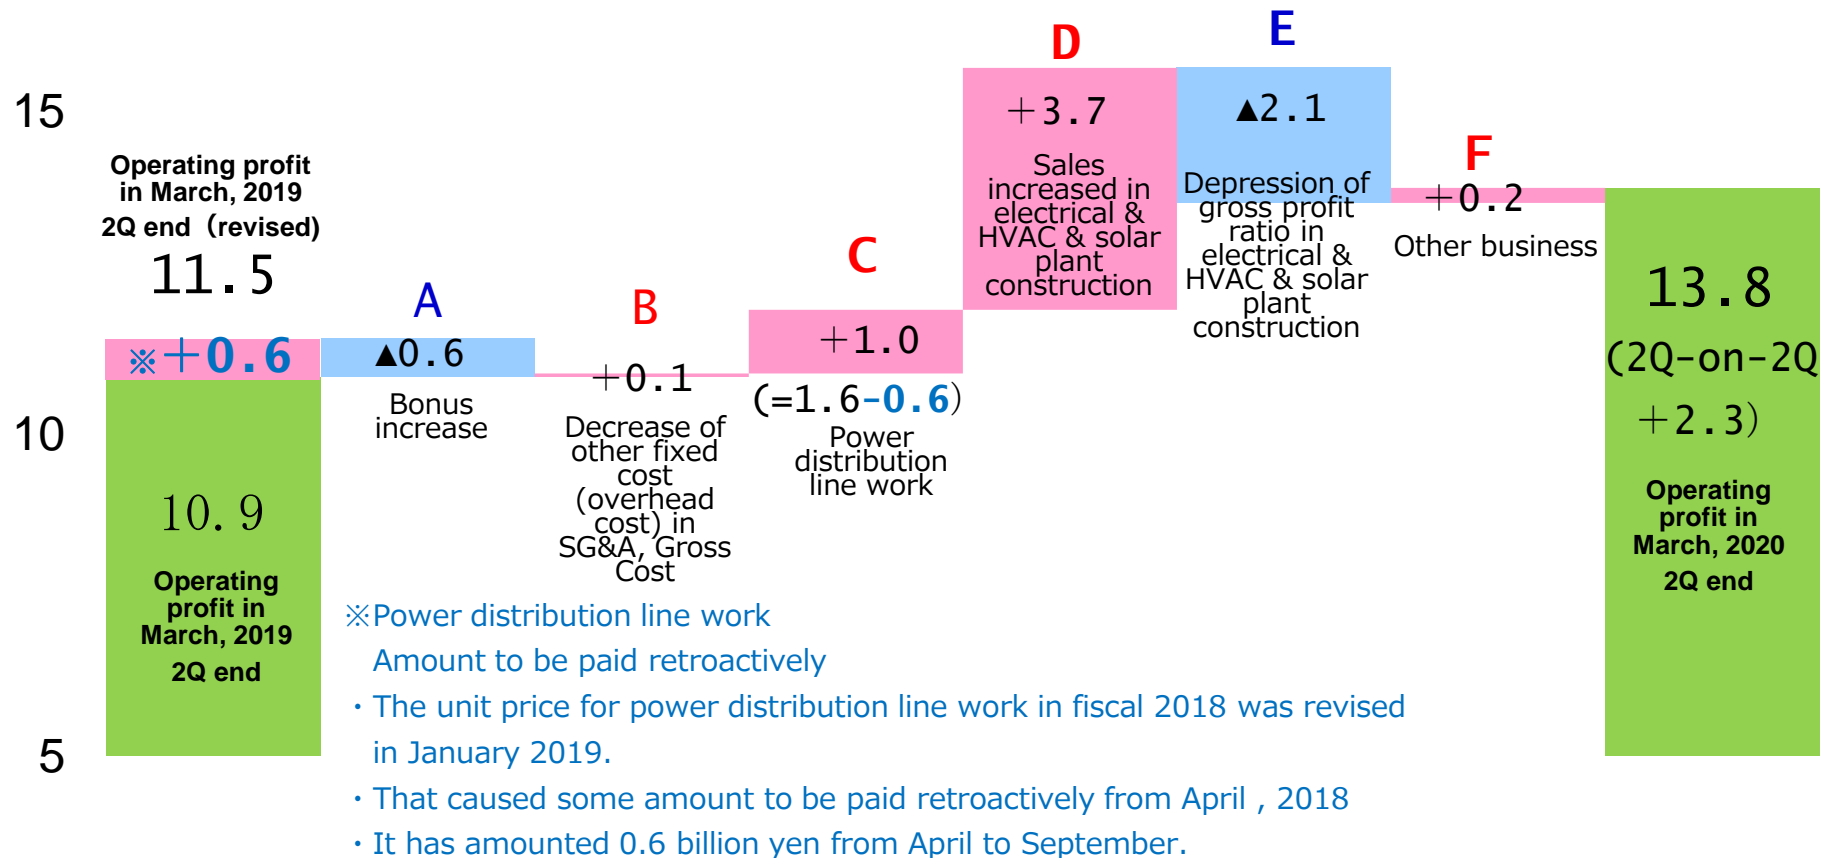 15
10
5
Operating profit
in March, 2019
2Q end（revised)
11.5
※＋0.6
10.9
Operating
profit in
March, 2019
2Q end
A
▲0.6
Bonus
increase
B
＋0.1
Decrease of
other fixed
cost
(overhead
cost) in
SG&A, Gross
Cost
C
＋1.0
(=1.6-0.6）
Power
distribution
line work
D
＋3.7
Sales
increased in
electrical &
HVAC & solar
plant
construction
E
▲2.1
Depression of
gross profit
ratio in
electrical &
HVAC & solar
plant
construction
F
＋0.2
Other business
13.8
(2Q-on-2Q
＋2.3）
Operating
profit in
March, 2020
2Q end
※Power distribution line work
Amount to be paid retroactively
・The unit price for power distribution line work in fiscal 2018 was revised
in January 2019.
・That caused some amount to be paid retroactively from April , 2018
・It has amounted 0.6 billion yen from April to September.